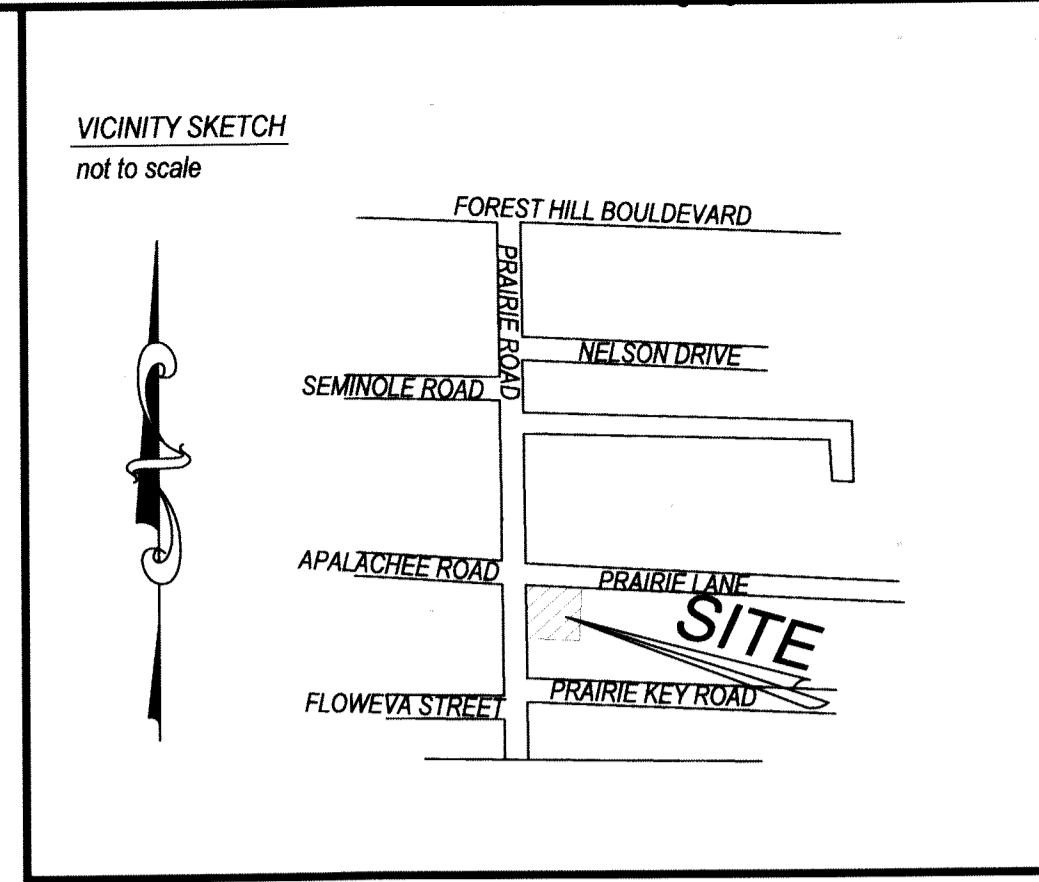 VICINITY SKETCH
not to scale
FOREST HILL BOULDEVARD
PRAIRIE ROAD
NELSON DRIVE
SEMINOLE ROAD
APALACHEE ROAD
PRAIRIE LANE
SITE
PRAIRIE KEY ROAD
FLOWEVA STREET